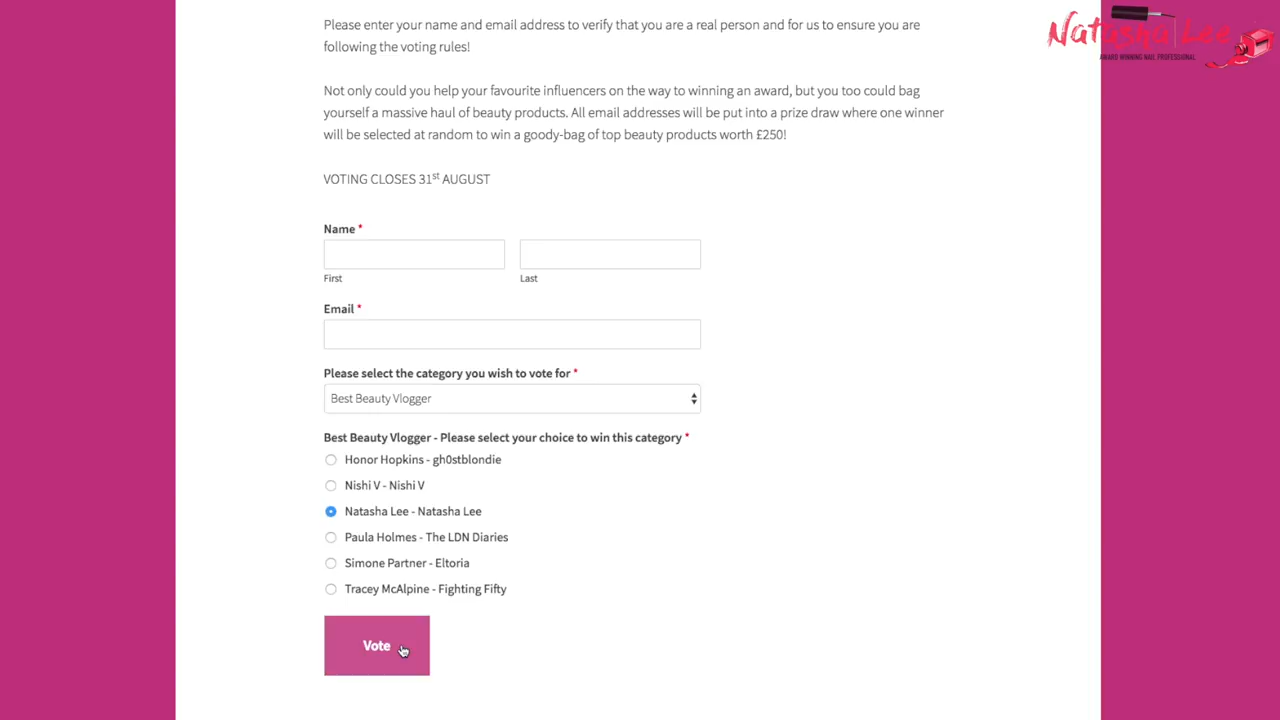 Please enter your name and email address to verify that you are a real person and for us to ensure you are
following the voting rules!
Natasha Lee
AWARD WINNING NAIL PROFESSIONAL
Not only could you help your favourite influencers on the way to winning an award, but you too could bag
yourself a massive haul of beauty products. All email addresses will be put into a prize draw where one winner
will be selected at random to win a goody-bag of top beauty products worth £250!
VOTING CLOSES 31st AUGUST
Name *
First
Last
Email *
Please select the category you wish to vote for *
Best Beauty Vlogger
Best Beauty Vlogger - Please select your choice to win this category *
Honor Hopkins - gh0stblondie
Nishi V - Nishi V
Natasha Lee - Natasha Lee
Paula Holmes - The LDN Diaries
Simone Partner - Eltoria
Tracey McAlpine - Fighting Fifty
Vote